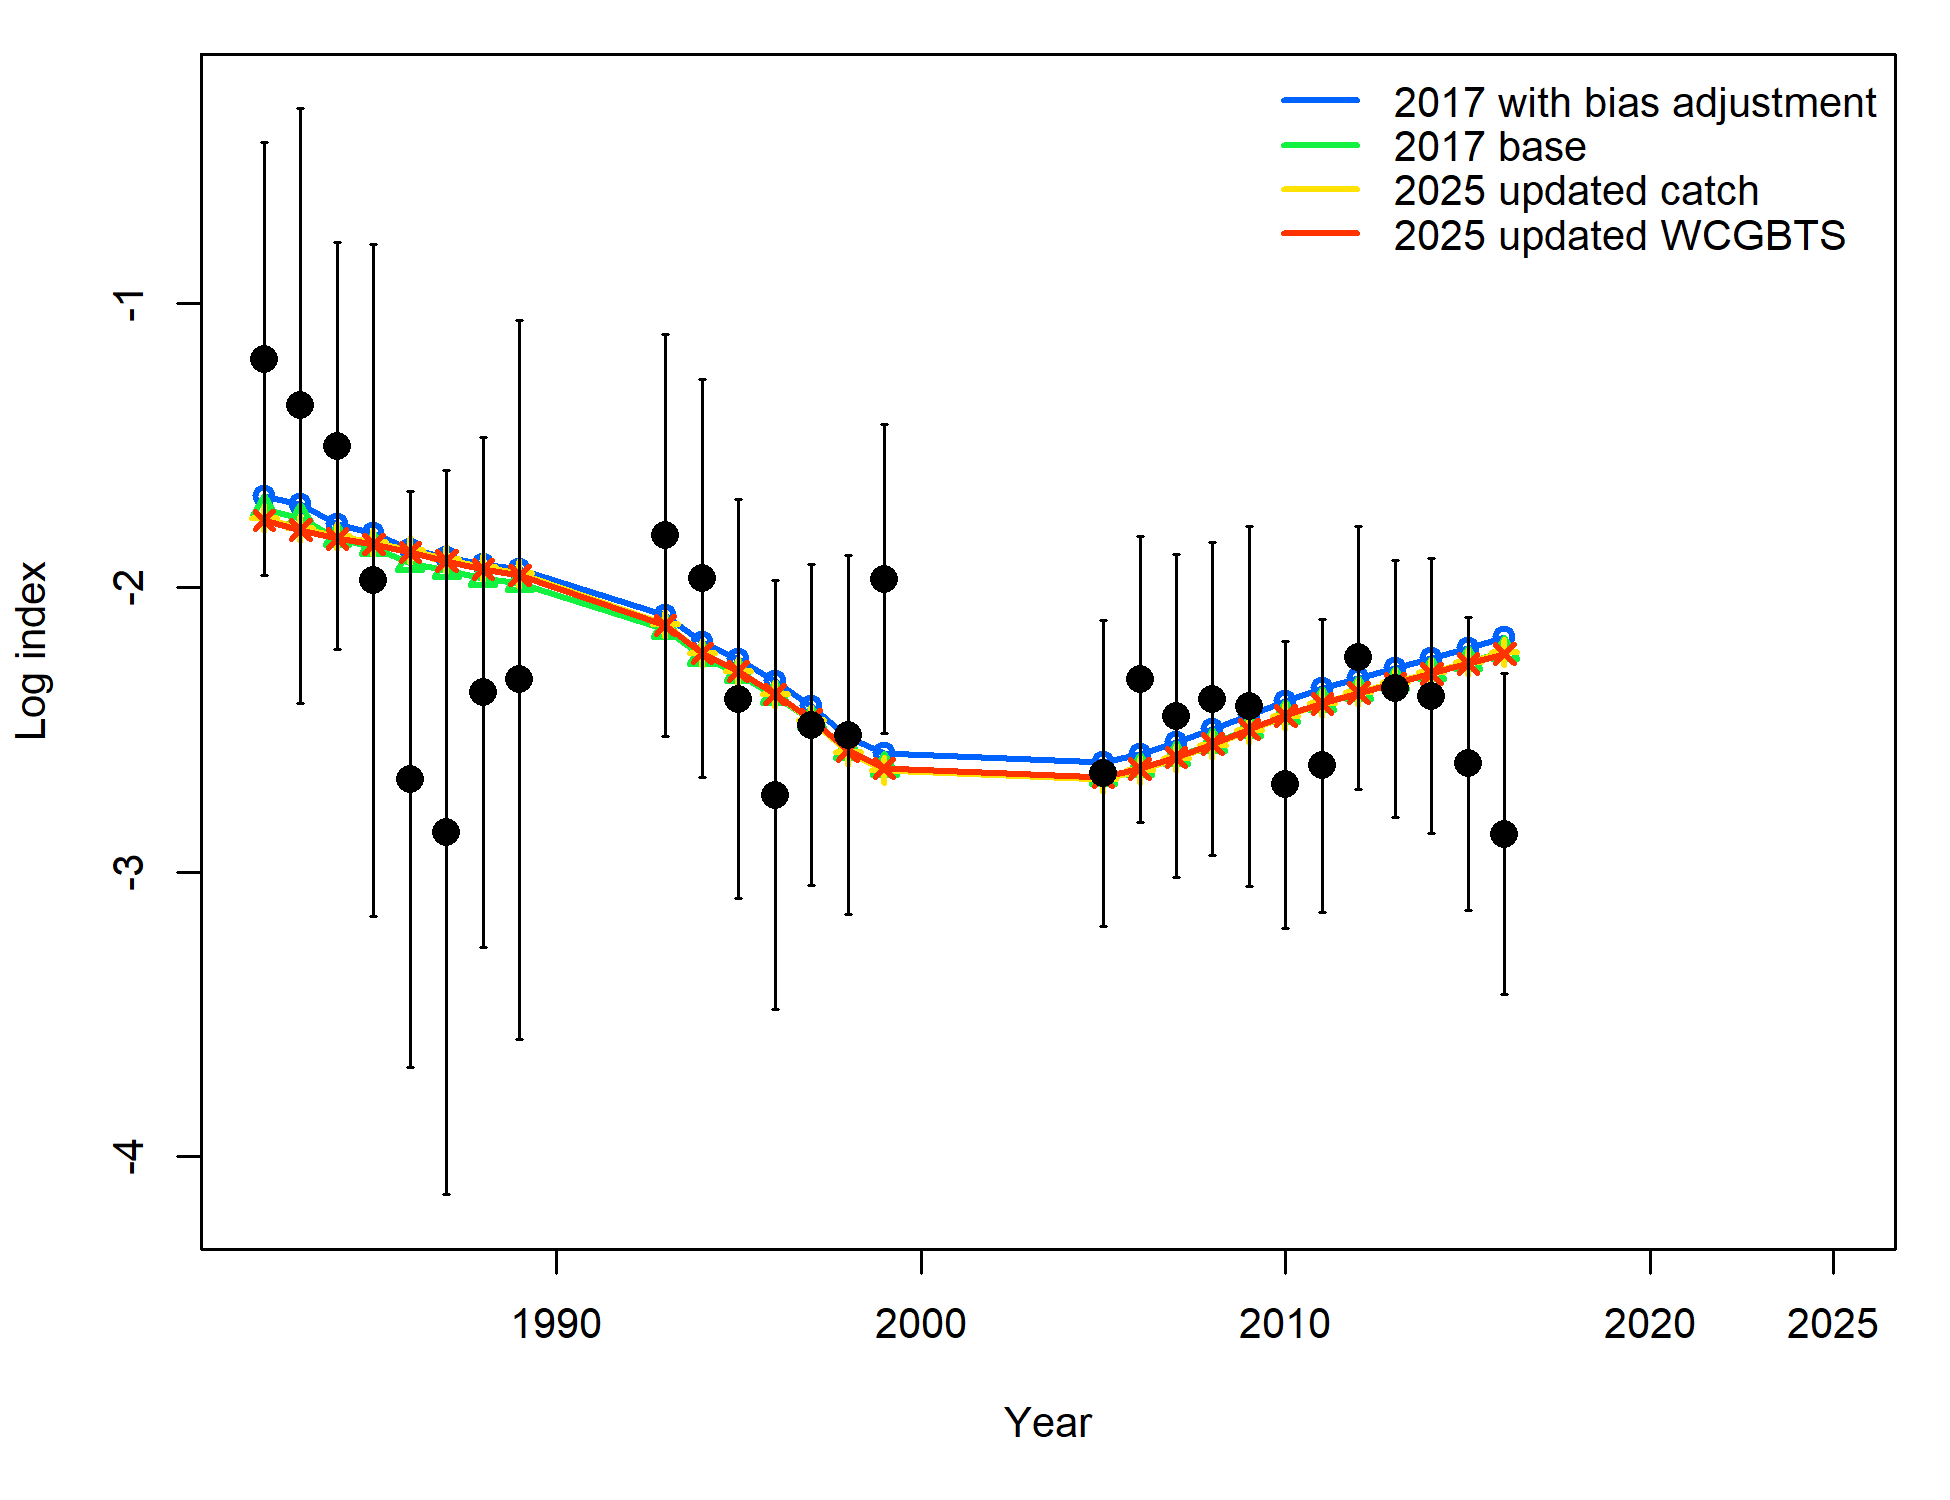 2017 with bias adjustment
2017 base
2025 updated catch
2025 updated WCGBTS
Log index
-1
-2
-3
-4
1990
2000
2010
2020
2025
Year